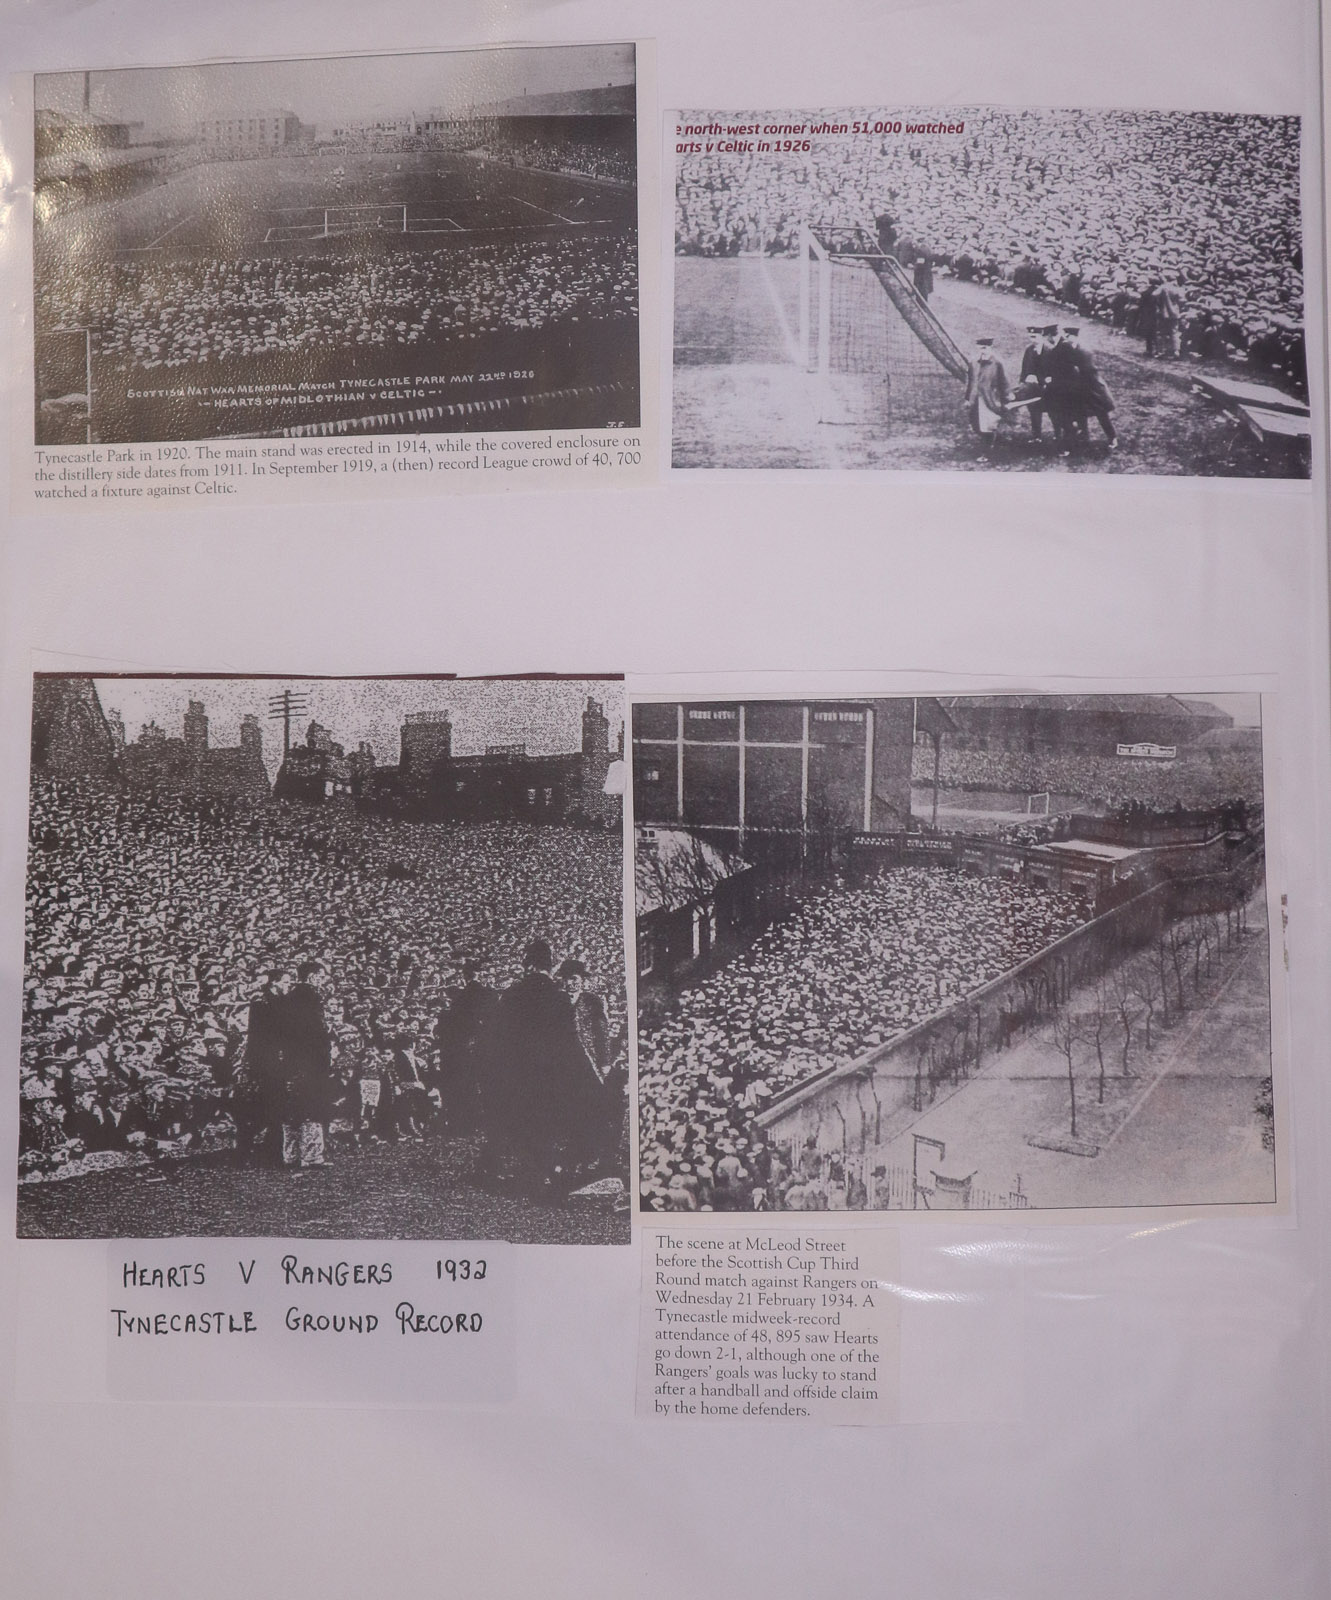 SCOTTISH NAT WAR MEMORIAL MATCH TYNECASTLE PARK MAY 22ND 1926
- HEARTS OF MIDLOTHIAN V CELTIC -.
J.F
Tynecastle Park in 1920. The main stand was erected in 1914, while the covered enclosure on
the distillery side dates from 1911. In September 1919, a (then) record League crowd of 40, 700
watched a fixture against Celtic.
e north-west corner when 51,000 watched
arts v Celtic in 1926
HEARTS V RANGERS 1932
TYNECASTLE GROUND RECORD
The scene at McLeod Street
before the Scottish Cup Third
Round match against Rangers on
Wednesday 21 February 1934. A
Tynecastle midweek-record
attendance of 48, 895 saw Hearts
go down 2-1, although one of the
Rangers' goals was lucky to stand
after a handball and offside claim
by the home defenders.